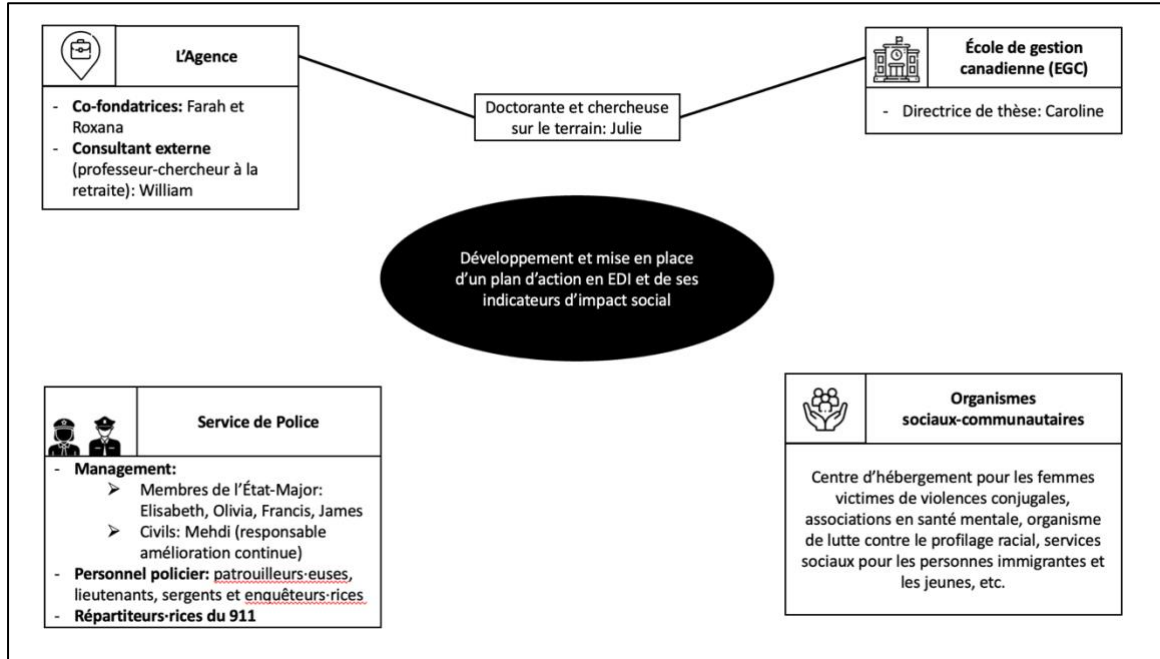 L’Agence
- Co-fondatrices: Farah et
Roxana
- Consultant externe
(professeur-chercheur à la
retraite): William
Doctorante et chercheuse
sur le terrain: Julie
École de gestion
canadienne (EGC)
- Directrice de thèse: Caroline
Développement et mise en place
d’un plan d’action en EDI et de ses
indicateurs d’impact social
Service de Police
- Management:
➢ Membres de l’État-Major:
Elisabeth, Olivia, Francis, James
➢ Civils: Mehdi (responsable
amélioration continue)
- Personnel policier: patrouilleurs·euses,
lieutenants, sergents et enquêteurs·rices
- Répartiteurs·rices du 911
Organismes
sociaux-communautaires
Centre d’hébergement pour les femmes
victimes de violences conjugales,
associations en santé mentale, organisme
de lutte contre le profilage racial, services
sociaux pour les personnes immigrantes et
les jeunes, etc.